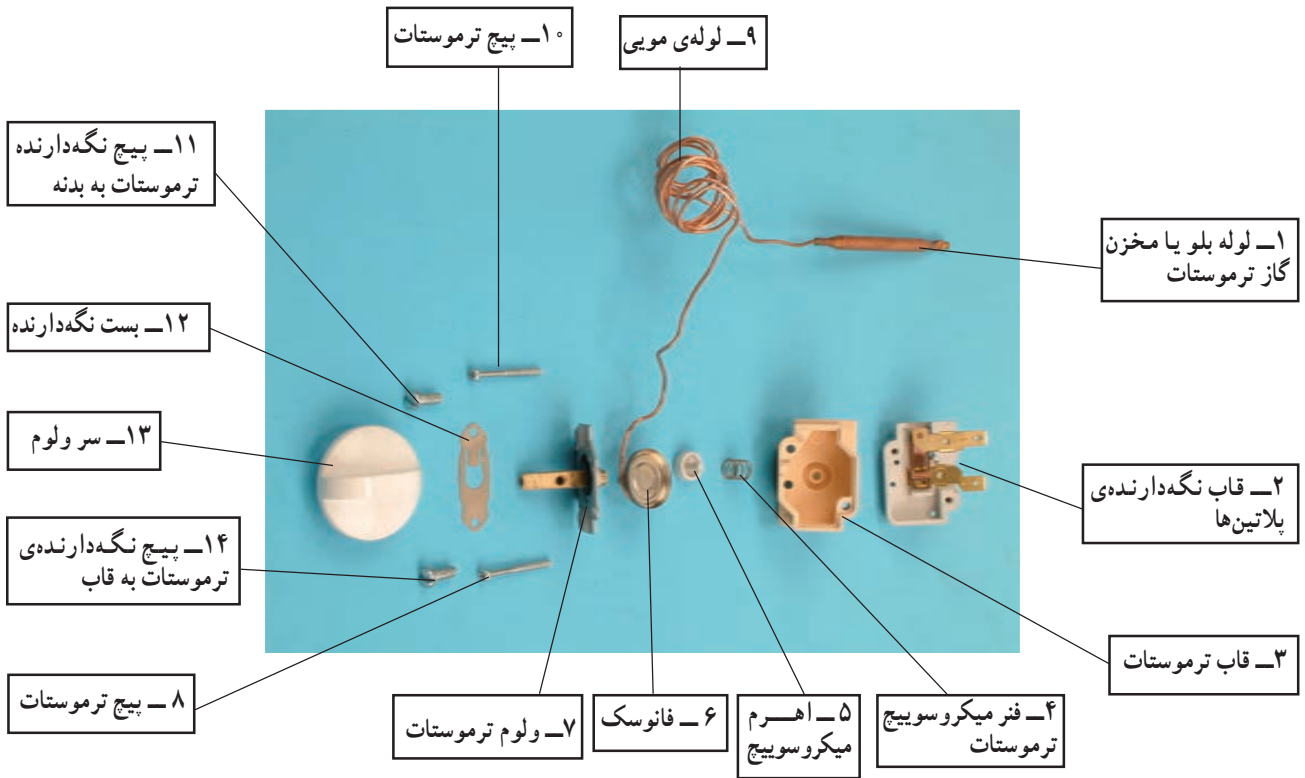 ۱۰ــ پیچ ترموستات
۹ــ لوله‌ی مویی
۱۱ــ پیچ نگه‌دارنده
ترموستات به بدنه
۱ــ لوله بلو یا مخزن
گاز ترموستات
۱۲ــ بست نگه‌دارنده
۱۳ــ سر ولوم
۲ــ قاب نگه‌دارنده‌ی
پلاتین‌ها
۱۴ــ پیچ نگه‌دارنده‌ی
ترموستات به قاب
۳ــ قاب ترموستات
۸ ــ پیچ ترموستات
۷ــ ولوم ترموستات
۶ ــ فانوسک
۵ ــ اهــرم
میکروسوییچ
۴ــ فنر میکروسوییچ
ترموستات